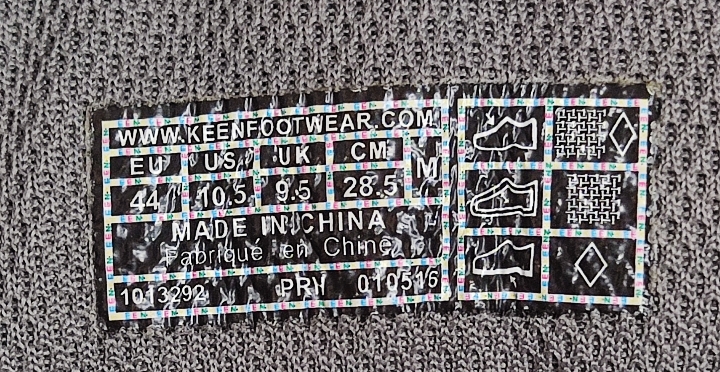 WWW.KEENFOOTWEAR.COM
EU US UK CM M
44 10.5 9.5 28.5
MADE IN CHINA
Fabriqué en Chine
1013292 PRY 010516